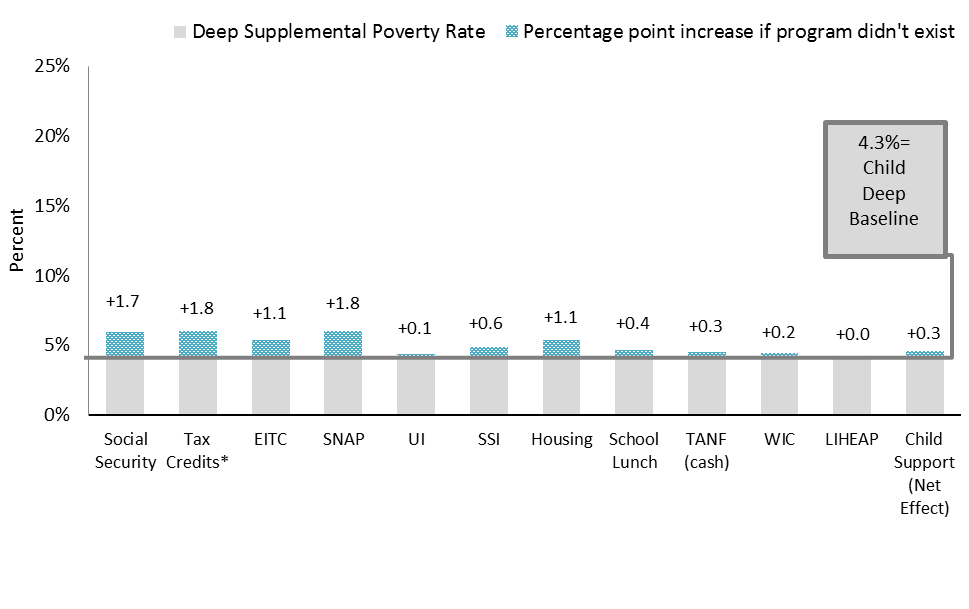 Deep Supplemental Poverty Rate
Percentage point increase if program didn't exist
25%
20%
15%
10%
5%
0%
Percent
4.3%=
Child
Deep
Baseline
+1.7
+1.8
+1.1
+1.8
+0.1
+0.6
+1.1
+0.4
+0.3
+0.2
+0.0
+0.3
Social
Security
Tax
Credits*
EITC
SNAP
UI
SSI
Housing
School
Lunch
TANF
(cash)
WIC
LIHEAP
Child
Support
(Net
Effect)